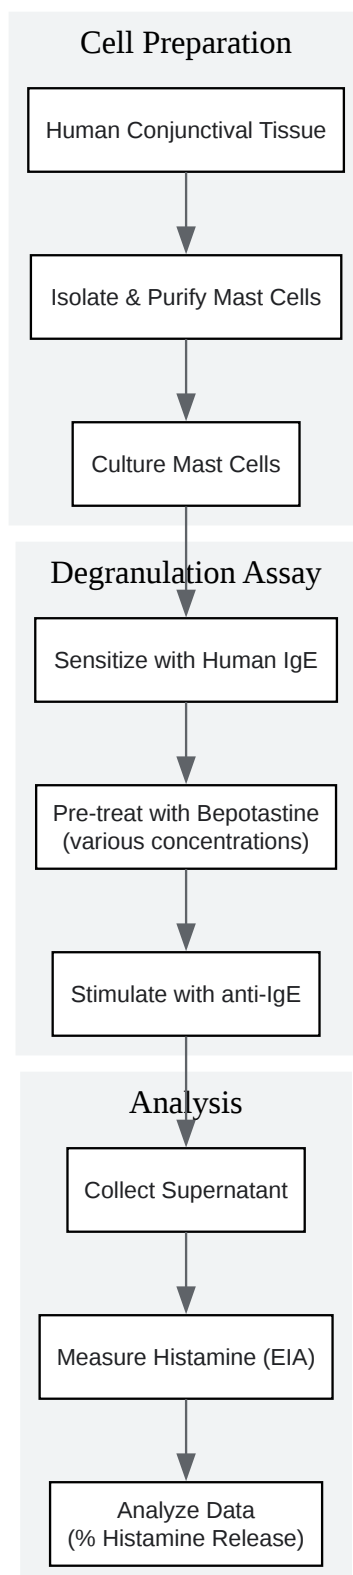 Cell Preparation
Human Conjunctival Tissue
Isolate & Purify Mast Cells
Culture Mast Cells
Degranulation Assay
Sensitize with Human IgE
Pre-treat with Bepotastine
(various concentrations)
Stimulate with anti-IgE
Analysis
Collect Supernatant
Measure Histamine (EIA)
Analyze Data
(% Histamine Release)